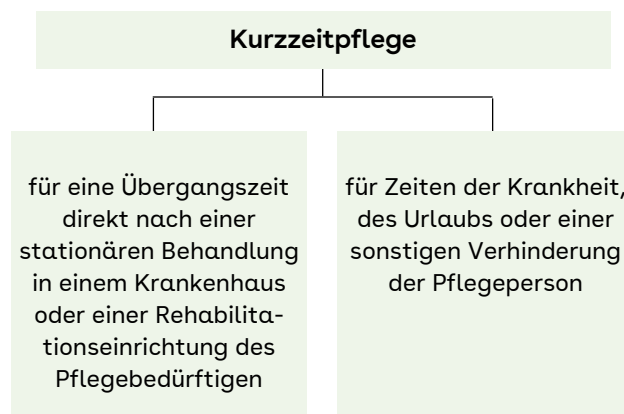 Kurzzeitpflege
für eine Übergangszeit
direkt nach einer
stationären Behandlung
in einem Krankenhaus
oder einer Rehabilita-
tionseinrichtung des
Pflegebedürftigen
für Zeiten der Krankheit,
des Urlaubs oder einer
sonstigen Verhinderung
der Pflegeperson